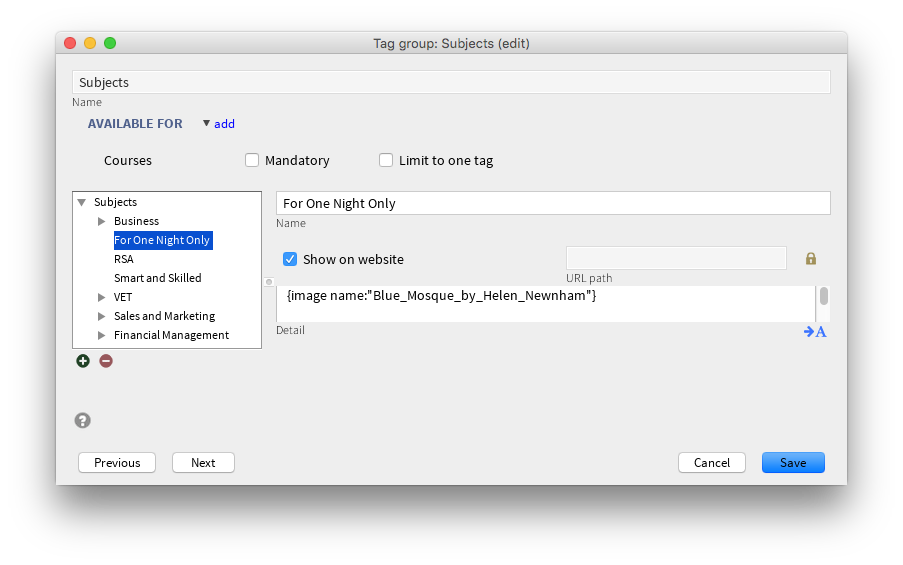 Tag group: Subjects (edit)
Subjects
Name
AVAILABLE FOR ▼ add
Courses Mandatory Limit to one tag
Subjects
Business
For One Night Only
RSA
Smart and Skilled
VET
Sales and Marketing
Financial Management
For One Night Only
Name
Show on website
URL path
{image name:"Blue_Mosque_by_Helen_Newnham"}
Detail
A
?
Previous Next Cancel Save